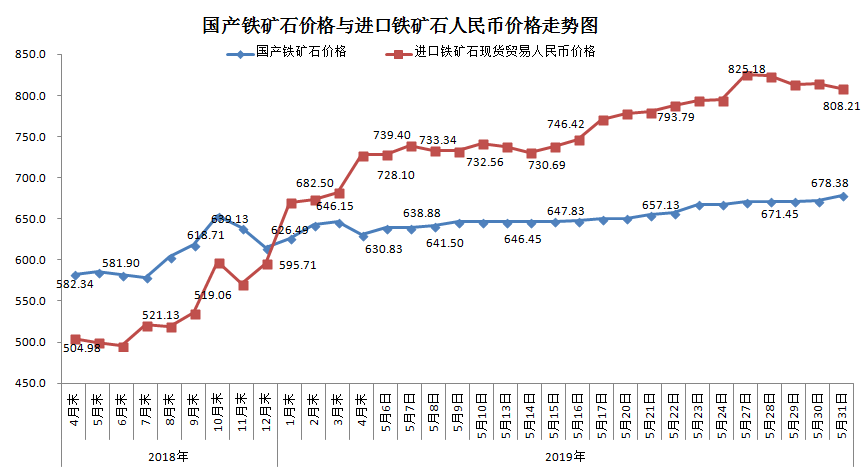 国产铁矿石价格与进口铁矿石人民币价格走势图
国产铁矿石价格 进口铁矿石现货贸易人民币价格
850.0
800.0
750.0
700.0
650.0
600.0
550.0
500.0
450.0
582.34
581.90
618.71
639.13
626.49
646.15
630.83
638.88
641.50
646.45
647.83
657.13
671.45
678.38
504.98
521.13
519.06
595.71
682.50
728.10
739.40
733.34
732.56
730.69
746.42
793.79
825.18
808.21
4月末
5月末
6月末
7月末
8月末
9月末
10月末
11月末
12月末
1月末
2月末
3月末
4月末
5月6日
5月7日
5月8日
5月9日
5月10日
5月13日
5月14日
5月15日
5月16日
5月17日
5月20日
5月21日
5月22日
5月23日
5月24日
5月27日
5月28日
5月29日
5月30日
5月31日
2018年 2019年